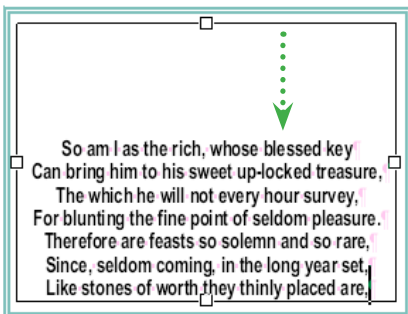 So am I as the rich, whose blessed key
Can bring him to his sweet up-locked treasure,
The which he will not every hour survey,
For blunting the fine point of seldom pleasure.
Therefore are feasts so solemn and so rare,
Since, seldom coming, in the long year set,
Like stones of worth they thinly placed are,